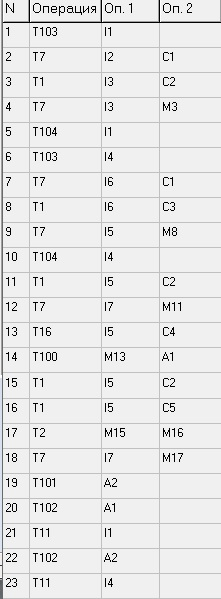 N Операция Оп. 1 Оп. 2
1 T103 I1
2 T7 I2 C1
3 T1 I3 C2
4 T7 I3 M3
5 T104 I1
6 T103 I4
7 T7 I6 C1
8 T1 I6 C3
9 T7 I5 M8
10 T104 I4
11 T1 I5 C2
12 T7 I7 M11
13 T16 I5 C4
14 T100 M13 A1
15 T1 I5 C2
16 T1 I5 C5
17 T2 M15 M16
18 T7 I7 M17
19 T101 A2
20 T102 A1
21 T11 I1
22 T102 A2
23 T11 I4